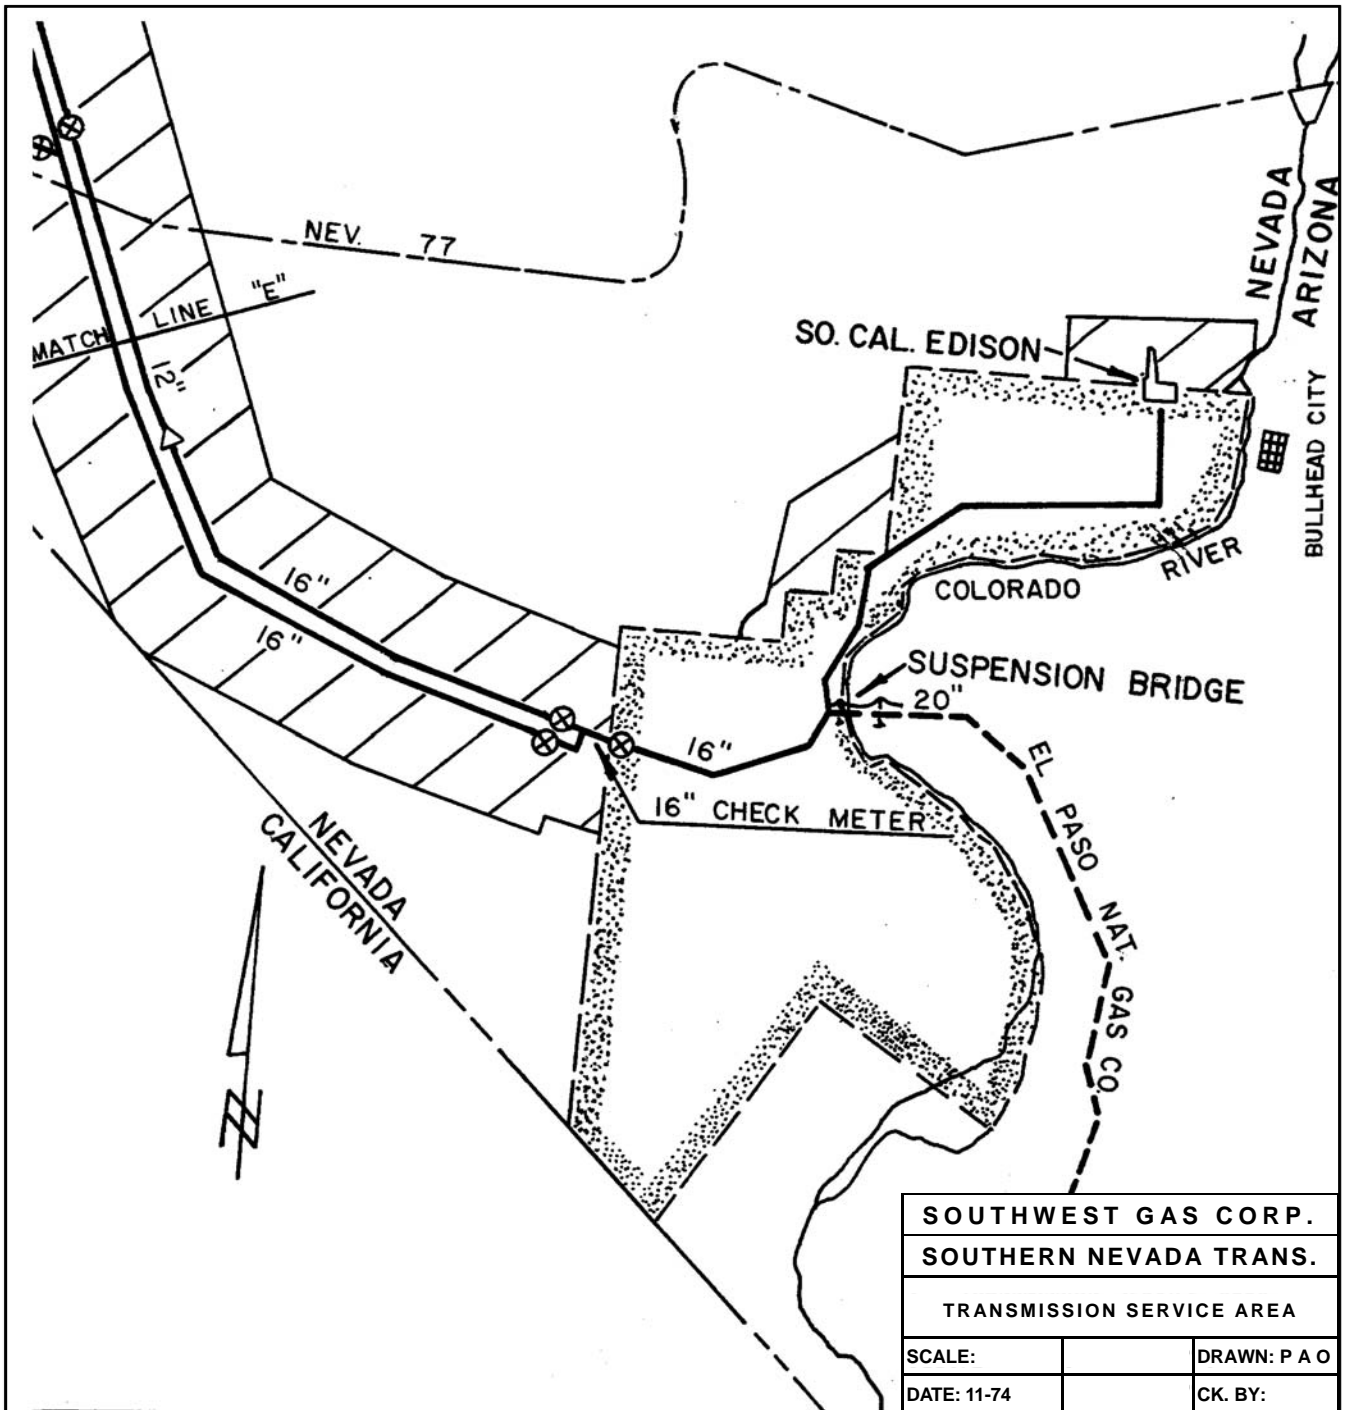 NEV. 77
NEVADA
ARIZONA
MATCH LINE "E"
12"
SO. CAL. EDISON
BULLHEAD CITY
COLORADO RIVER
16"
16"
SUSPENSION BRIDGE
20"
16"
EL PASO NAT. GAS CO.
16" CHECK METER
NEVADA
CALIFORNIA
N
SOUTHWEST GAS CORP.
SOUTHERN NEVADA TRANS.
TRANSMISSION SERVICE AREA
SCALE: DRAWN: P A O
DATE: 11-74 CK. BY: